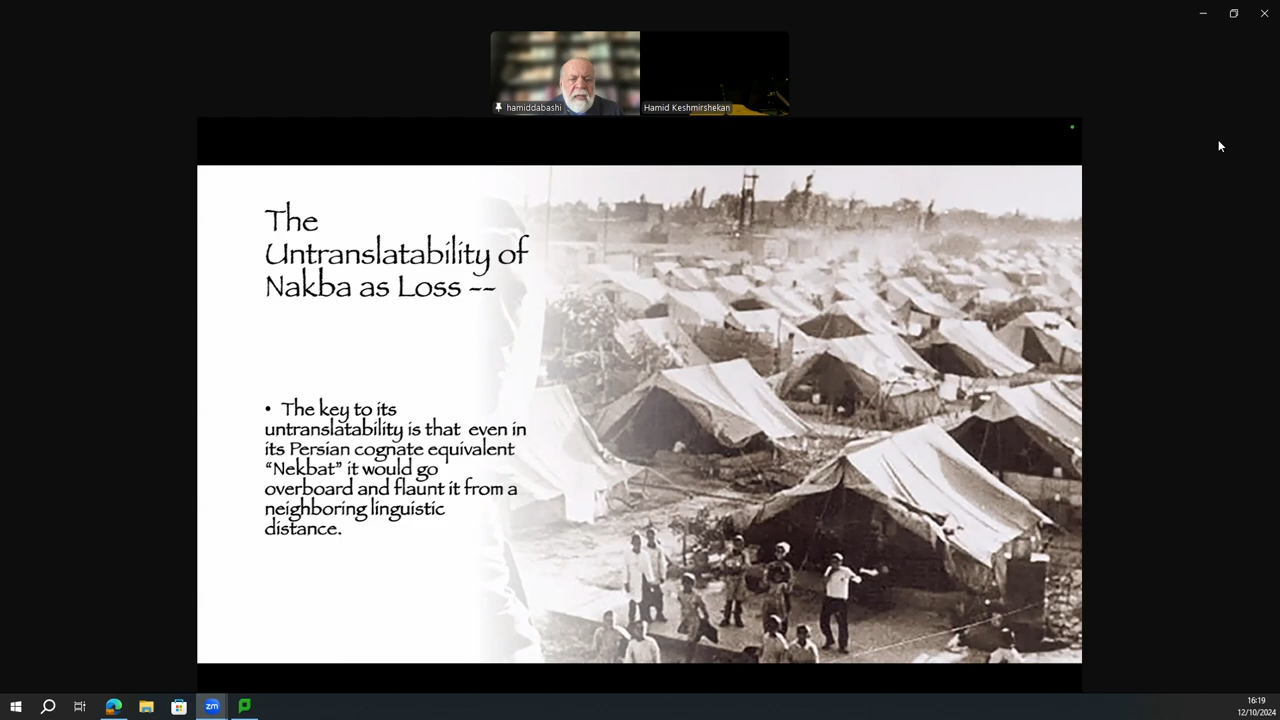 hamiddabashi
Hamid Keshmirshekan
The
Untranslatability of
Nakba as Loss --
• The key to its
untranslatability is that even in
its Persian cognate equivalent
“Nekbat” it would go
overboard and flaunt it from a
neighboring linguistic
distance.
zm
16:19
12/10/2024